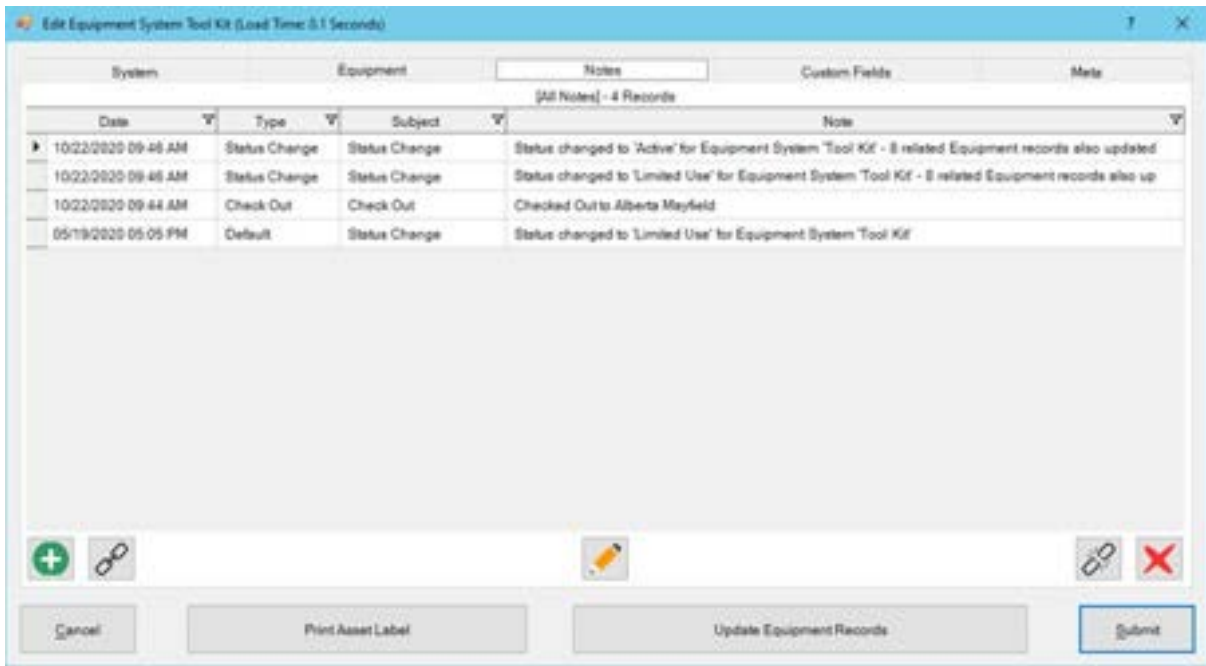 Edit Equipment System Tool Kit (Load Time: 0.1 Seconds) ? ×
System Equipment Notes Custom Fields Meta
[All Notes] - 4 Records
Date Type Subject Note
10/22/2020 09:46 AM Status Change Status Change Status changed to 'Active' for Equipment System 'Tool Kit' - 8 related Equipment records also updated
10/22/2020 09:46 AM Status Change Status Change Status changed to 'Limited Use' for Equipment System 'Tool Kit' - 8 related Equipment records also up
10/22/2020 09:44 AM Check Out Check Out Checked Out to Alberta Mayfield
05/19/2020 05:05 PM Default Status Change Status changed to 'Limited Use' for Equipment System 'Tool Kit'
Cancel Print Asset Label Update Equipment Records Submit